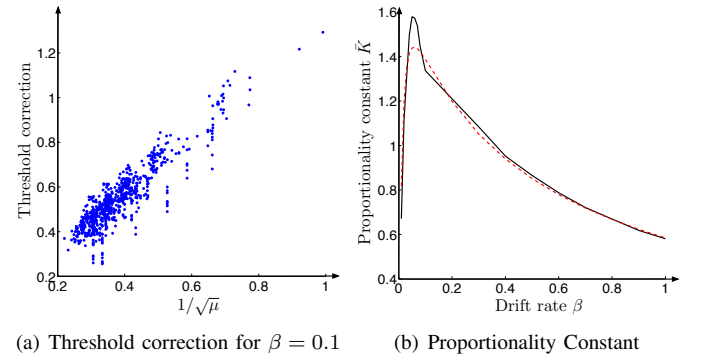 Threshold correction
1.2
1
0.8
0.6
0.4
0.2
0.2 0.4 0.6 0.8 1
1/√μ
(a) Threshold correction for β = 0.1
Proportionality constant K̄
1.6
1.4
1.2
1
0.8
0.6
0.4
0 0.2 0.4 0.6 0.8 1
Drift rate β
(b) Proportionality Constant